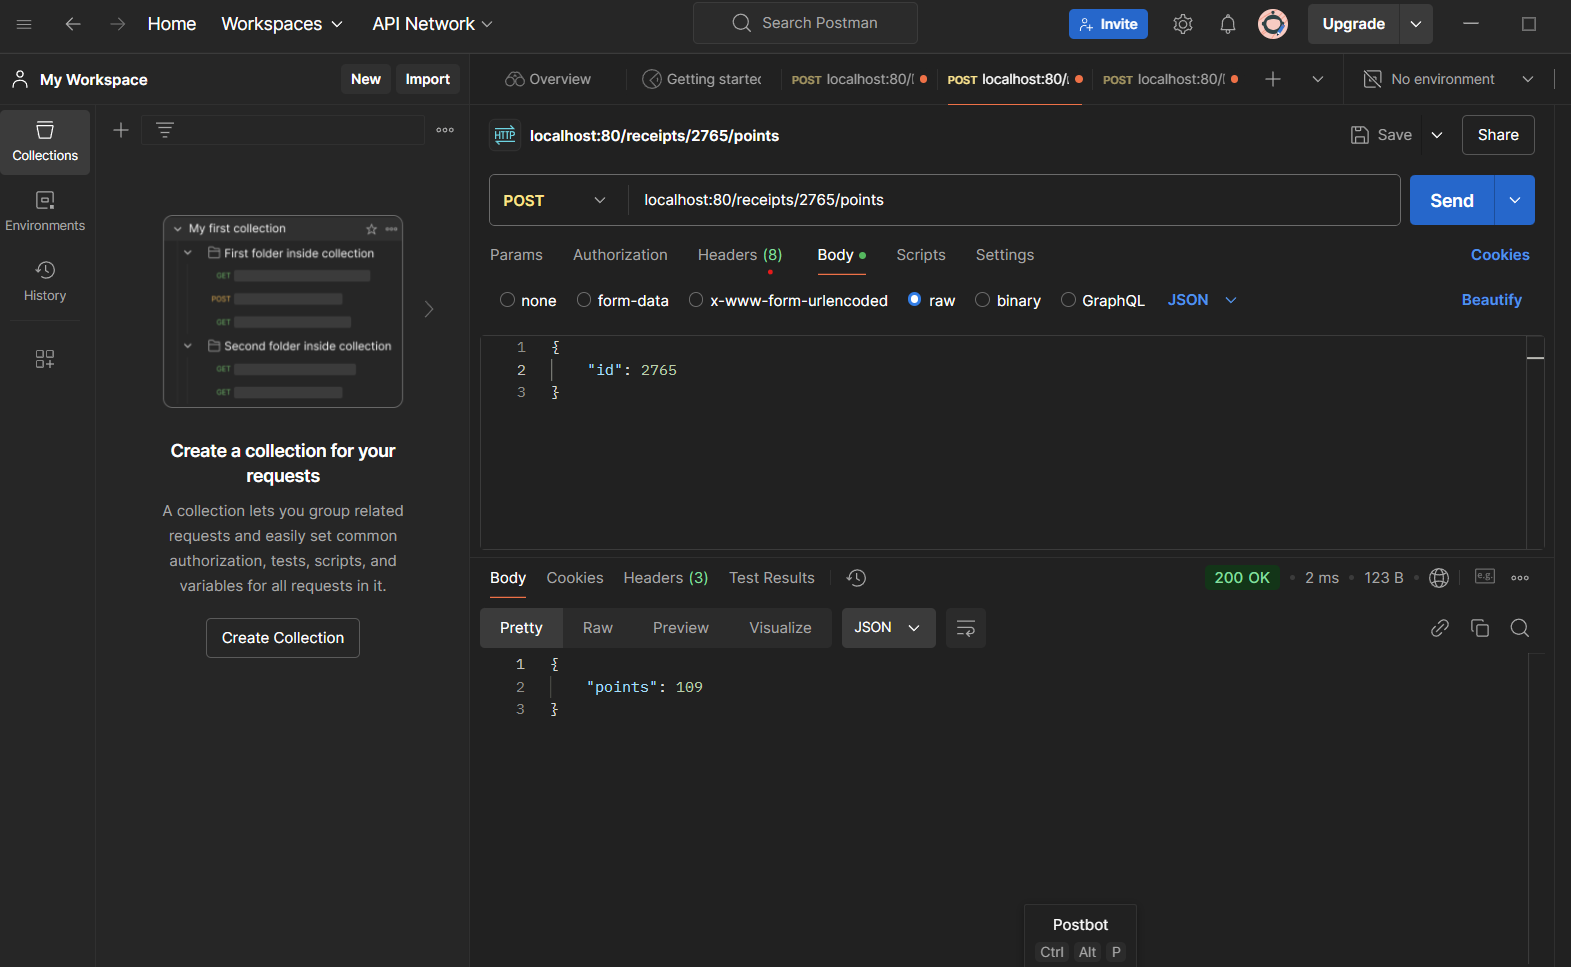 Home Workspaces API Network Search Postman Invite Upgrade
My Workspace New Import
Overview Getting started POST localhost:80/ POST localhost:80/ POST localhost:80/ No environment
Collections
Environments
History
My first collection
First folder inside collection
GET
POST
GET
Second folder inside collection
GET
GET
Create a collection for your
requests
A collection lets you group related
requests and easily set common
authorization, tests, scripts, and
variables for all requests in it.
Create Collection
HTTP localhost:80/receipts/2765/points Save Share
POST localhost:80/receipts/2765/points Send
Params Authorization Headers (8) Body Scripts Settings Cookies
none form-data x-www-form-urlencoded raw binary GraphQL JSON Beautify
1 {
2 "id": 2765
3 }
Body Cookies Headers (3) Test Results 200 OK • 2 ms • 123 B • e.g.
Pretty Raw Preview Visualize JSON
1 {
2 "points": 109
3 }
Postbot
Ctrl Alt P